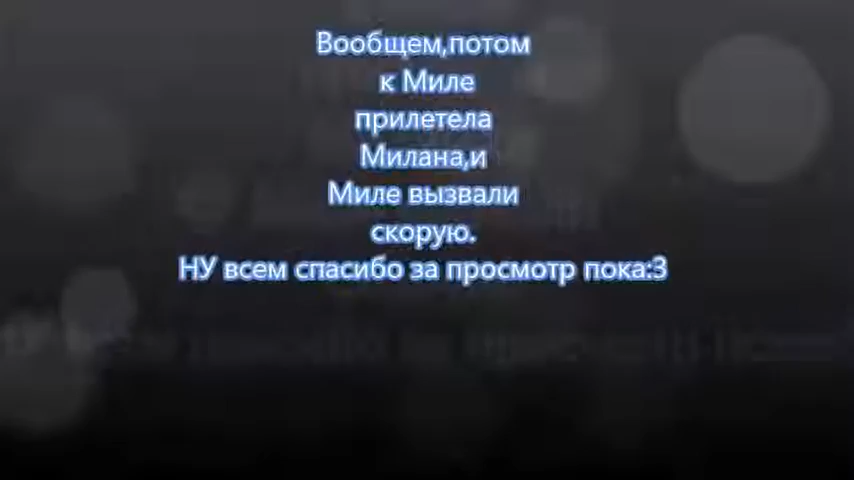 Вообщем,потом
к Миле
прилетела
Милана,и
Миле вызвали
скорую.
НУ всем спасибо за просмотр пока:3